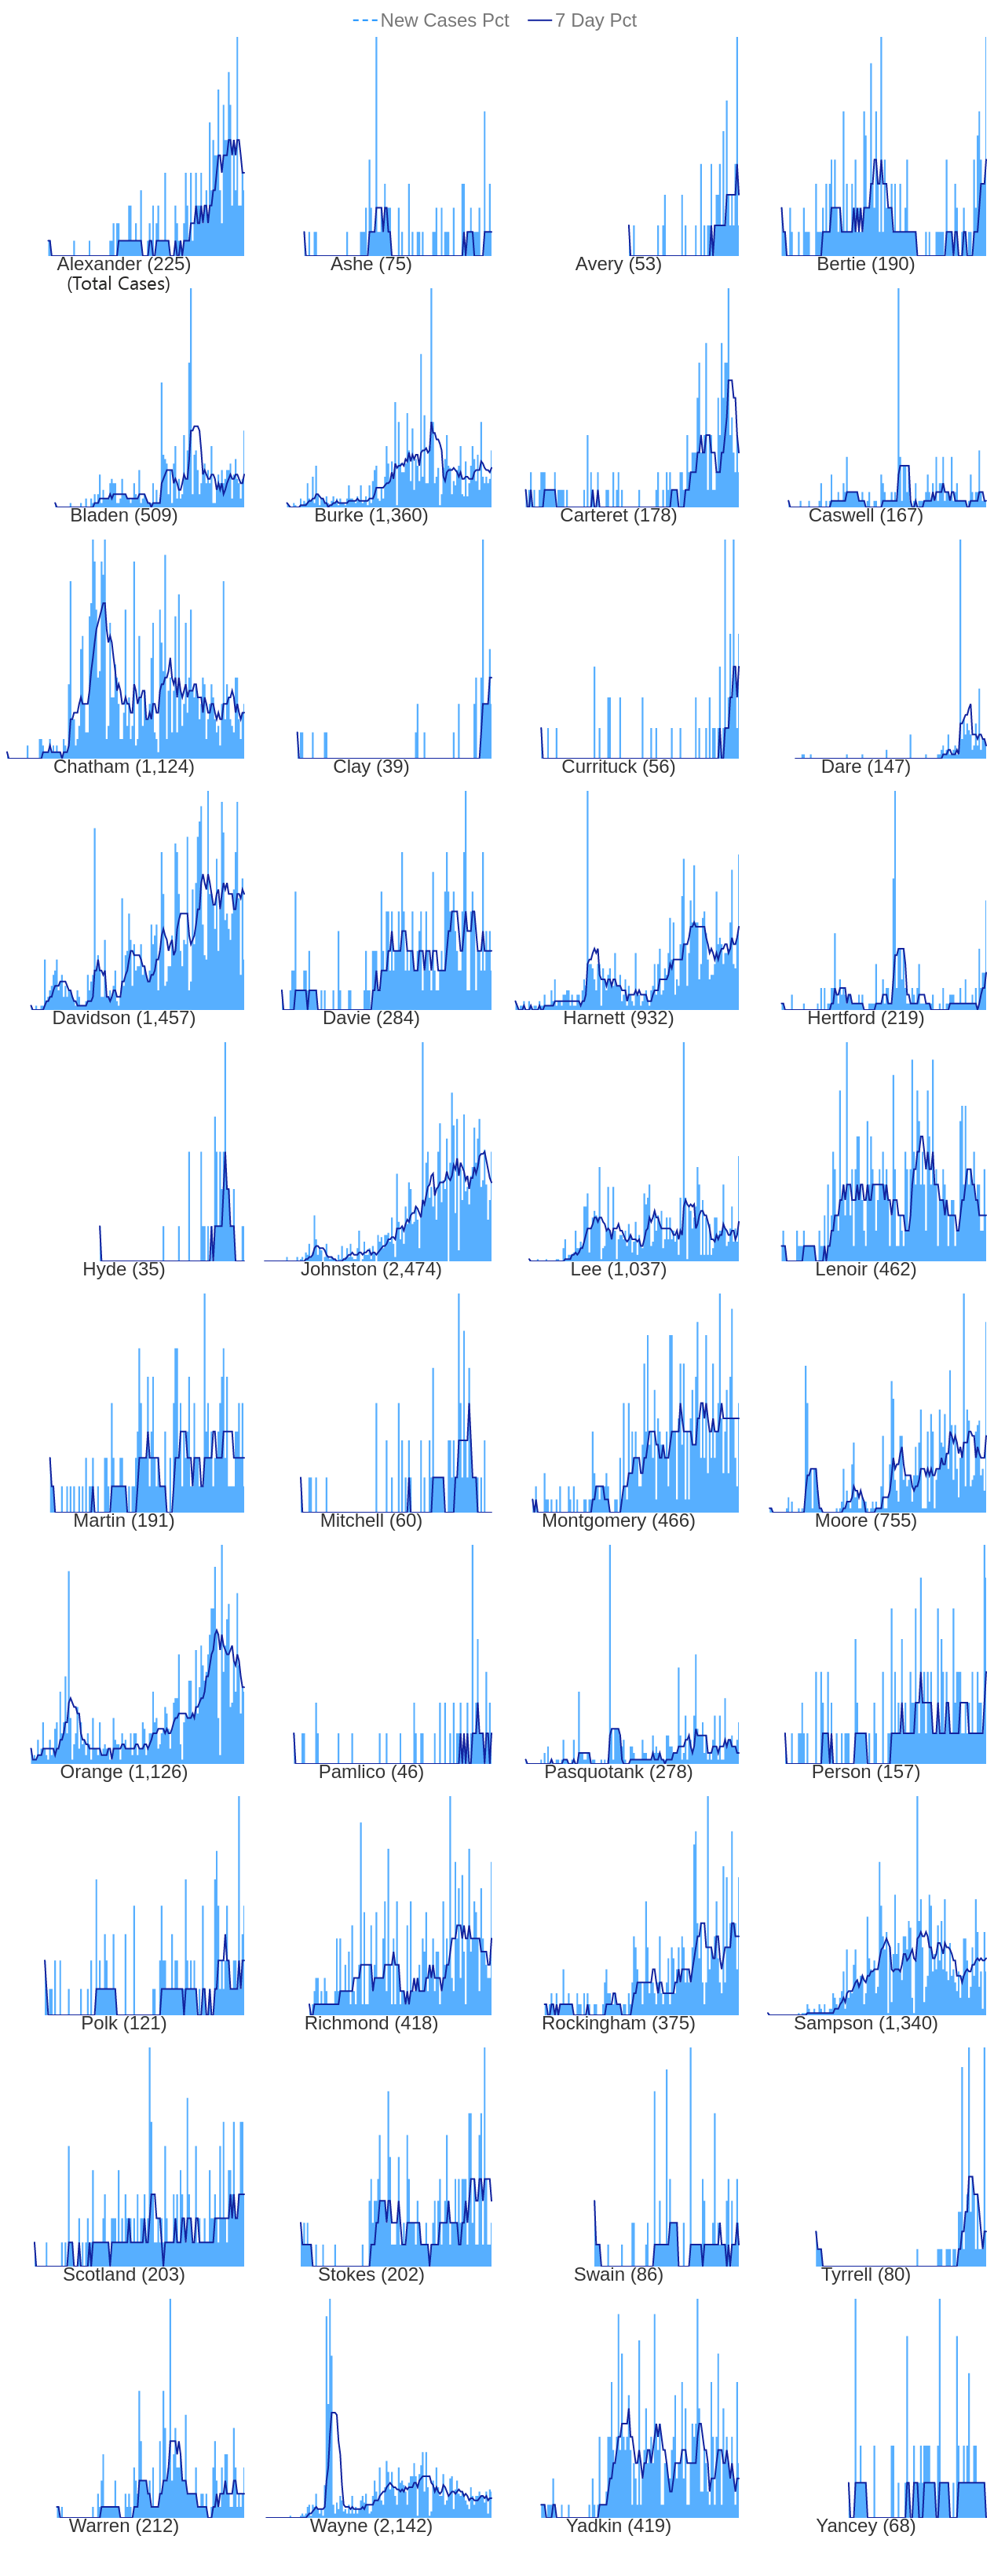 New Cases Pct 7 Day Pct
Alexander (225) Ashe (75) Avery (53) Bertie (190)
(Total Cases)
Bladen (509) Burke (1,360) Carteret (178) Caswell (167)
Chatham (1,124) Clay (39) Currituck (56) Dare (147)
Davidson (1,457) Davie (284) Harnett (932) Hertford (219)
Hyde (35) Johnston (2,474) Lee (1,037) Lenoir (462)
Martin (191) Mitchell (60) Montgomery (466) Moore (755)
Orange (1,126) Pamlico (46) Pasquotank (278) Person (157)
Polk (121) Richmond (418) Rockingham (375) Sampson (1,340)
Scotland (203) Stokes (202) Swain (86) Tyrrell (80)
Warren (212) Wayne (2,142) Yadkin (419) Yancey (68)